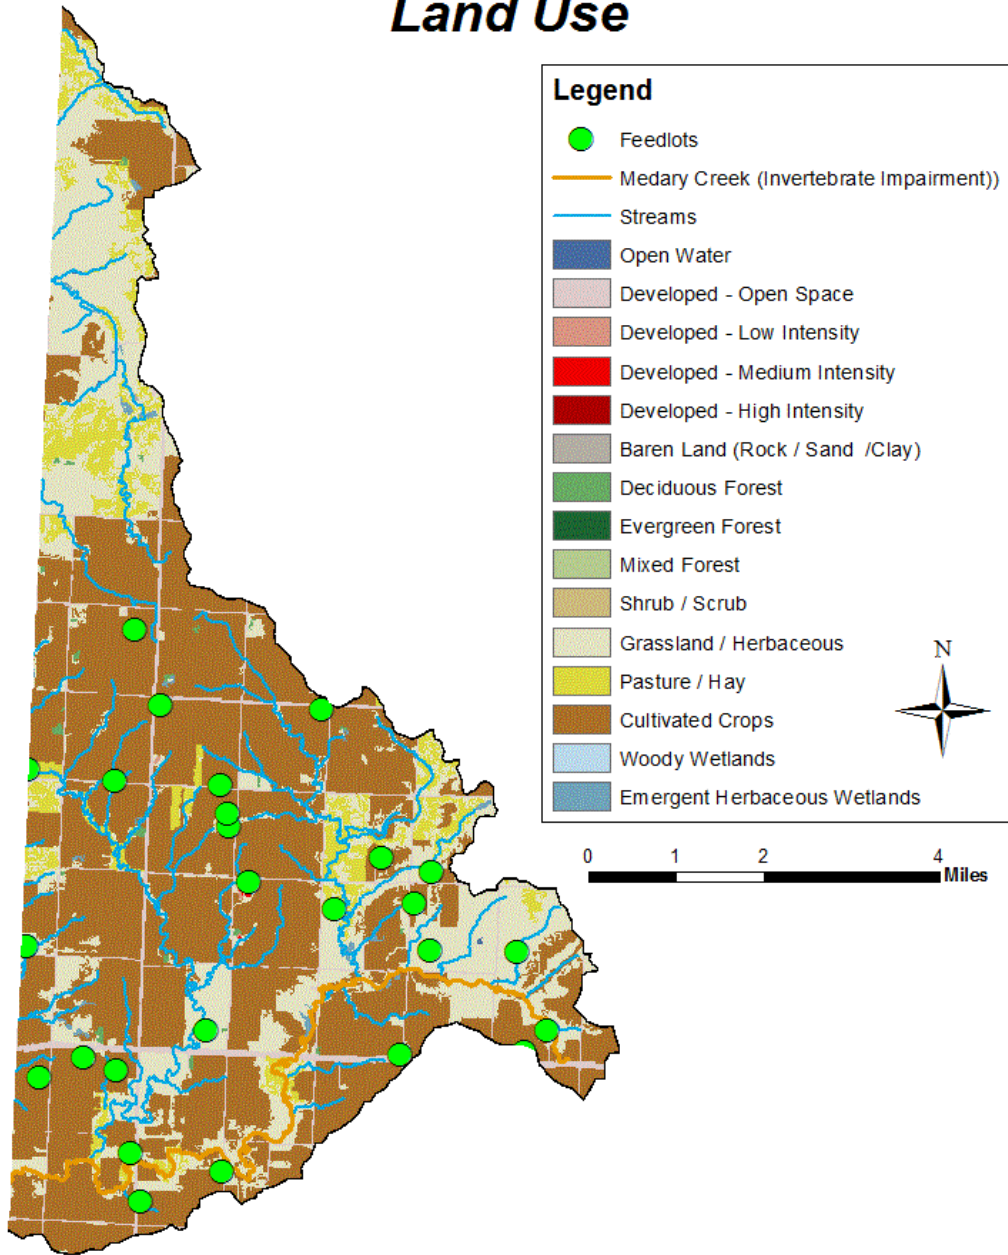 Land Use
Legend
Feedlots
Medary Creek (Invertebrate Impairment))
Streams
Open Water
Developed - Open Space
Developed - Low Intensity
Developed - Medium Intensity
Developed - High Intensity
Baren Land (Rock / Sand /Clay)
Deciduous Forest
Evergreen Forest
Mixed Forest
Shrub / Scrub
Grassland / Herbaceous
Pasture / Hay
Cultivated Crops
Woody Wetlands
Emergent Herbaceous Wetlands
N
0 1 2 4
Miles